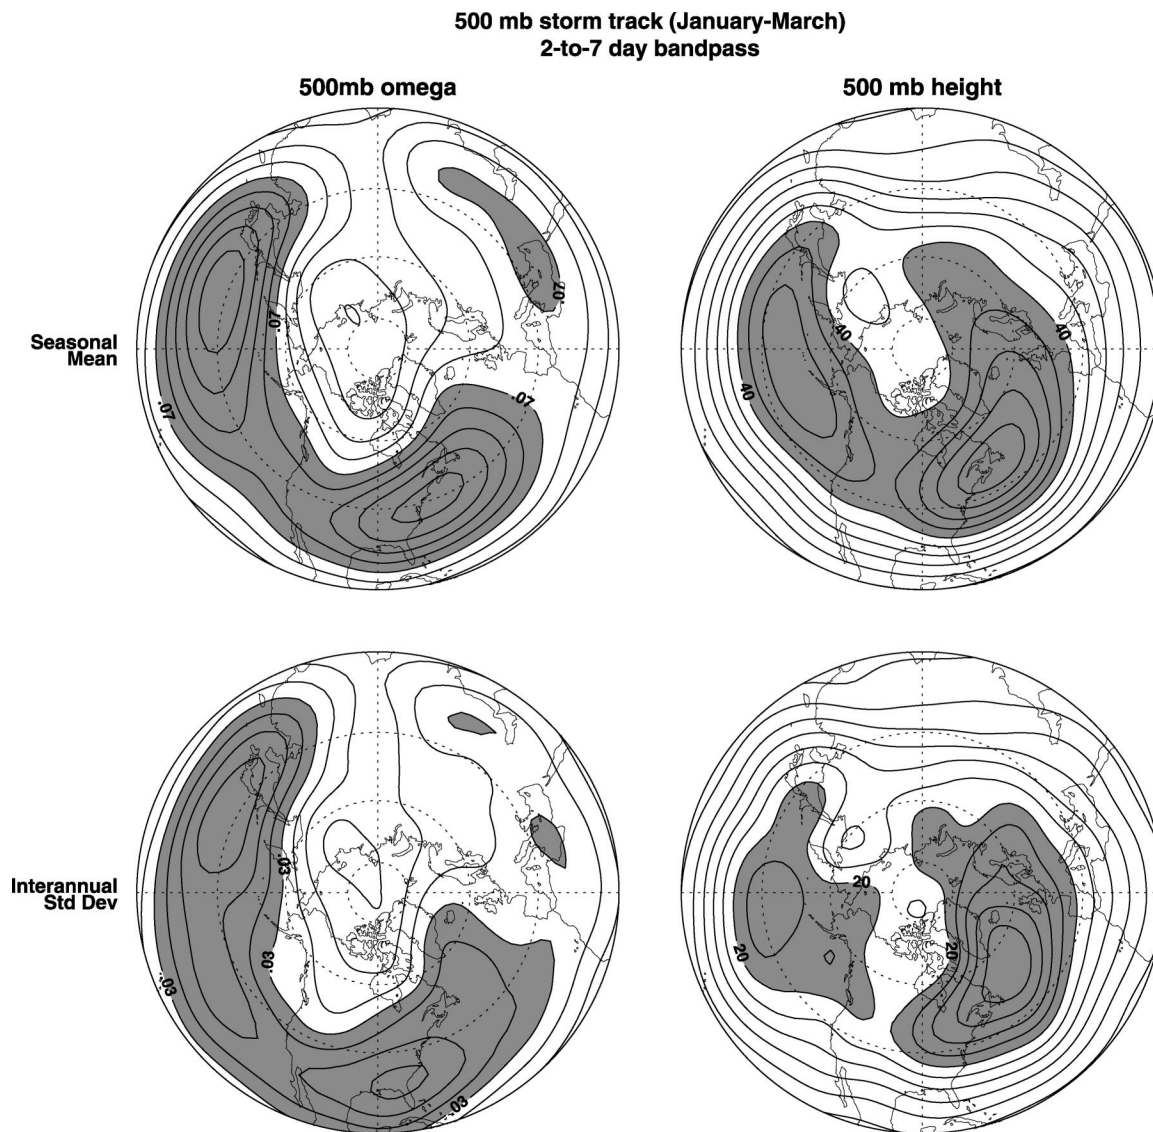 500 mb storm track (January-March)
2-to-7 day bandpass
500mb omega
500 mb height
Seasonal
Mean
.07
.07
.07
.07
40
40
40
Interannual
Std Dev
.03
.03
.03
.03
20
20
20